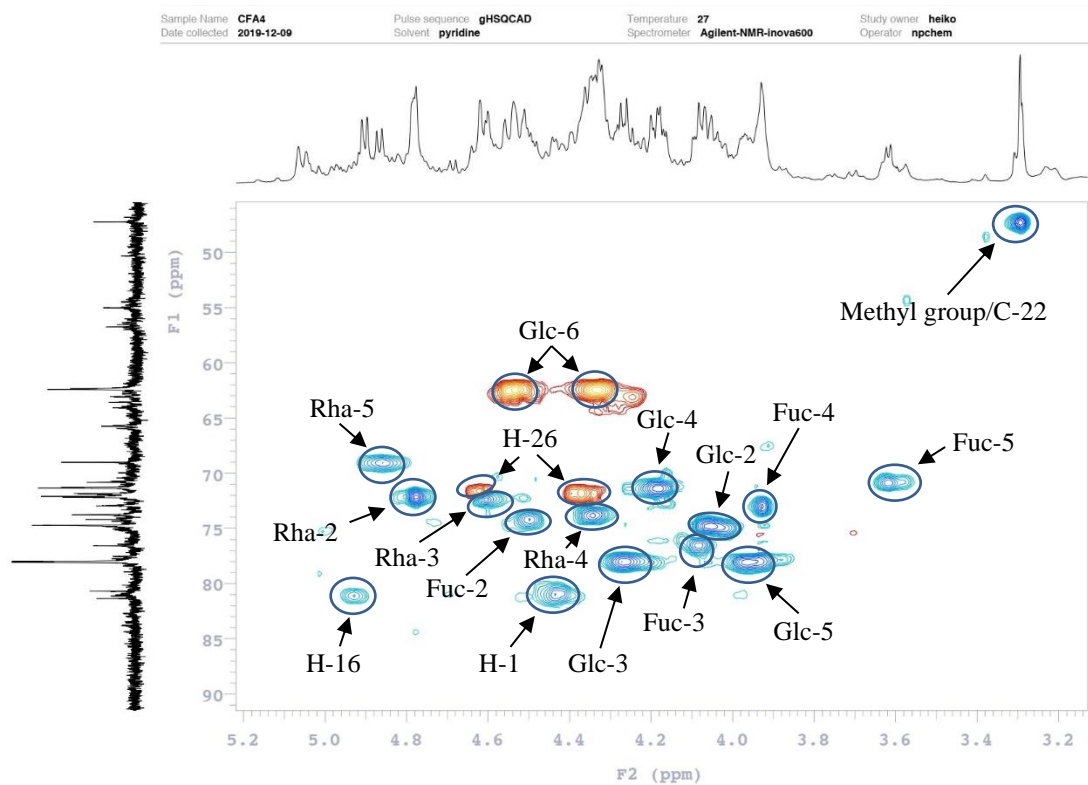 Sample Name CFA4 Pulse sequence gHSQCAD Temperature 27 Study owner heiko
Date collected 2019-12-09 Solvent pyridine Spectrometer Agilent-NMR-inova600 Operator npchem
F1 (ppm)
50
55
60
65
70
75
80
85
90
Methyl group/C-22
Glc-6
Rha-5
H-26
Glc-4
Fuc-4
Glc-2
Fuc-5
Rha-2
Rha-3
Fuc-2
Rha-4
Fuc-3
Glc-5
H-16
H-1
Glc-3
5.2 5.0 4.8 4.6 4.4 4.2 4.0 3.8 3.6 3.4 3.2
F2 (ppm)